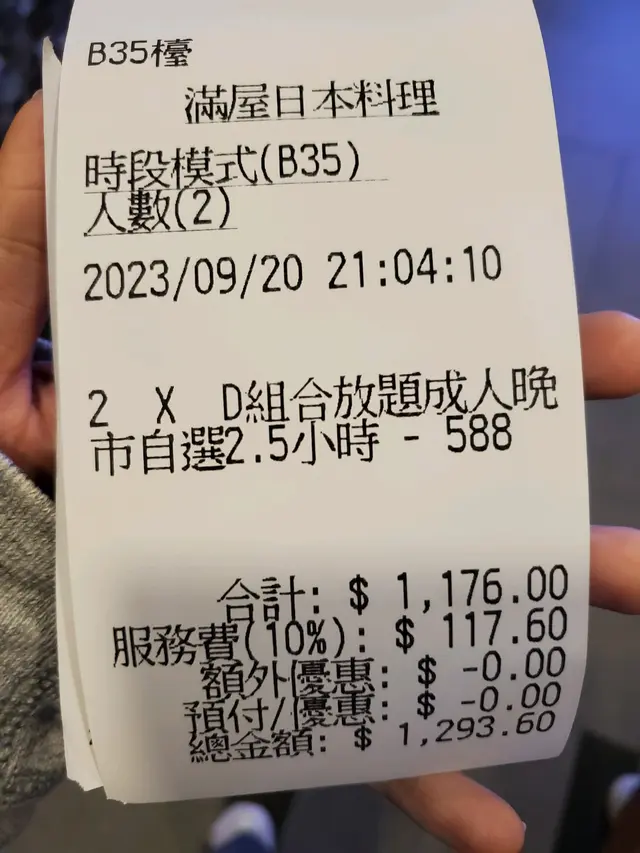 B35檯
滿屋日本料理
時段模式(B35)
人數(2)
2023/09/20 21:04:10
2 X D組合放題成人晚
市自選2.5小時 - 588
合計: $ 1,176.00
服務費(10%): $ 117.60
額外優惠: $ -0.00
預付/優惠: $ -0.00
總金額: $ 1,293.60